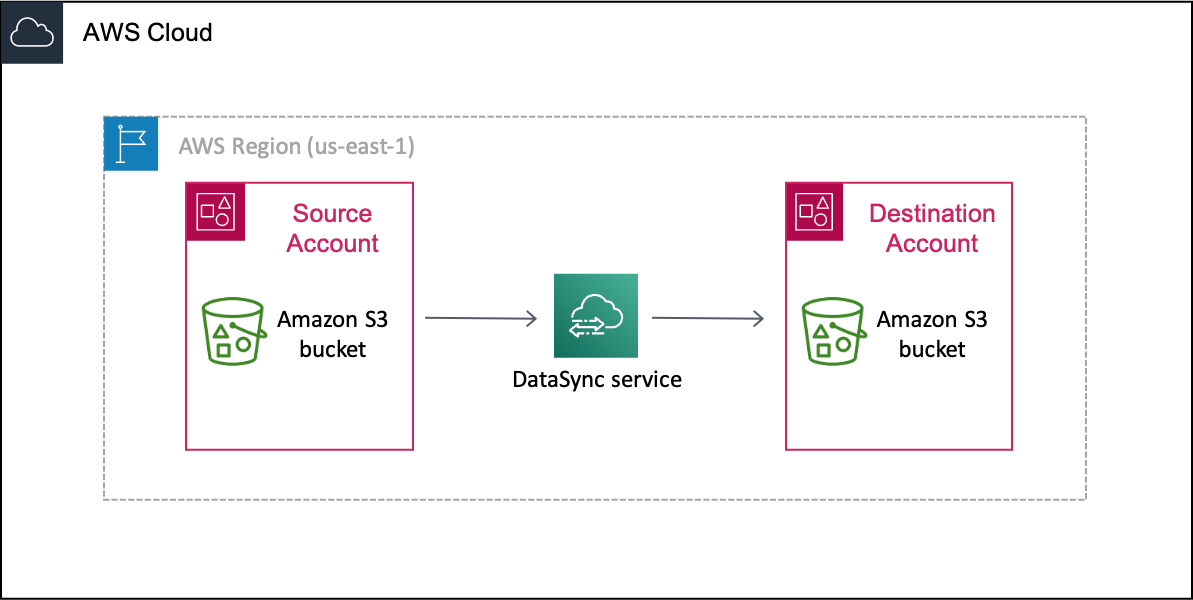 AWS Cloud
AWS Region (us-east-1)
Source
Account
Amazon S3
bucket
DataSync service
Destination
Account
Amazon S3
bucket